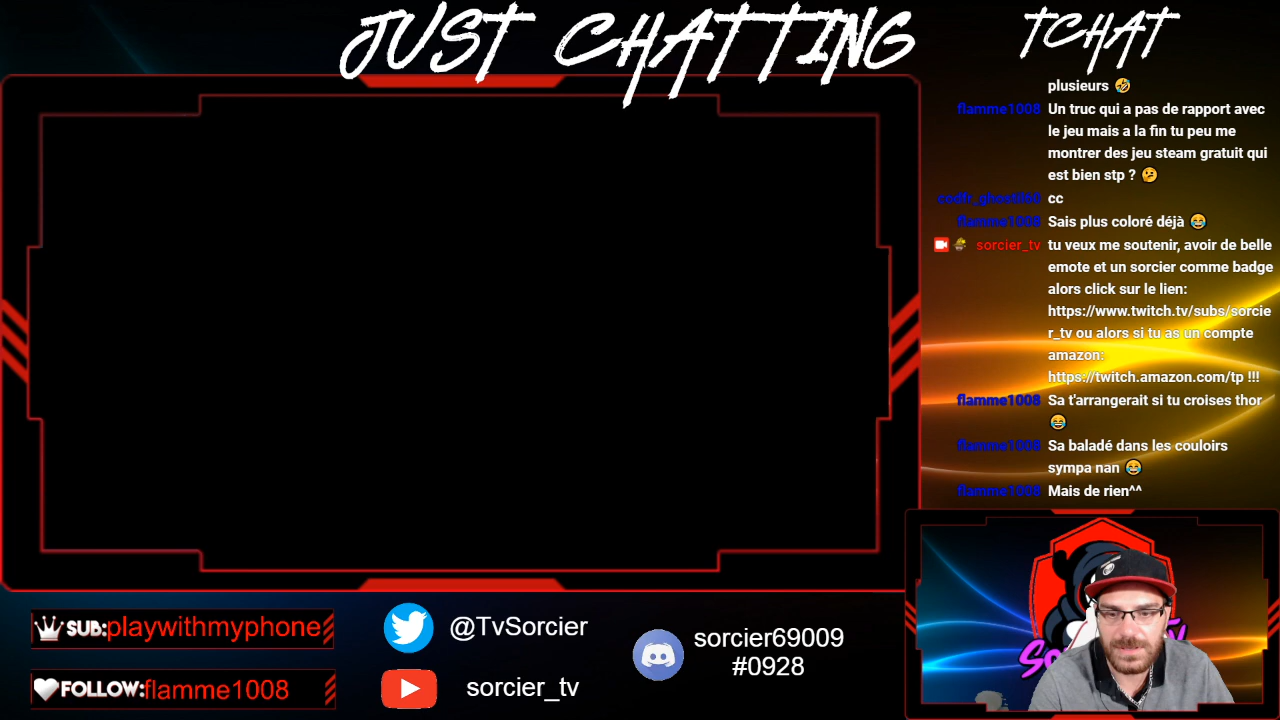 JUST CHATTING
TCHAT
plusieurs 🤣
flamme1008 Un truc qui a pas de rapport avec
le jeu mais a la fin tu peu me
montrer des jeu steam gratuit qui
est bien stp ? 🤔
cc
flamme1008 Sais plus coloré déjà 😂
sorcier_tv tu veux me soutenir, avoir de belle
emote et un sorcier comme badge
alors click sur le lien:
https://www.twitch.tv/subs/sorcie
r_tv ou alors si tu as un compte
amazon:
https://twitch.amazon.com/tp !!!
flamme1008 Sa t'arrangerait si tu croises thor
😂
flamme1008 Sa baladé dans les couloirs
sympa nan 😂
flamme1008 Mais de rien^^
SUB:playwithmyphone
FOLLOW:flamme1008
@TvSorcier
sorcier_tv
sorcier69009
#0928